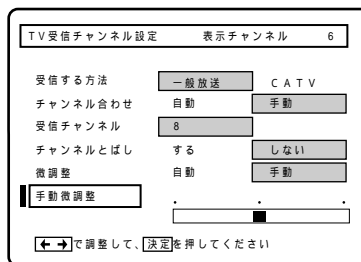 TV受信チャンネル設定　　表示チャンネル　6
受信する方法　一般放送　CATV
チャンネル合わせ　自動　手動
受信チャンネル　8
チャンネルとばし　する　しない
微調整　自動　手動
手動微調整
←→で調整して、決定を押してください